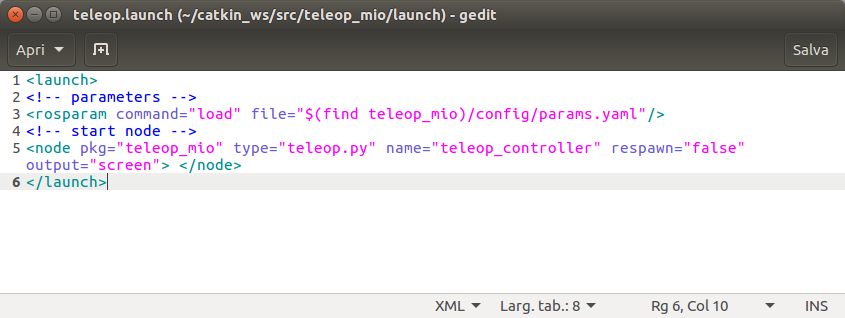 teleop.launch (~/catkin_ws/src/teleop_mio/launch) - gedit
Apri
Salva
1 <launch>
2 <!-- parameters -->
3 <rosparam command="load" file="$(find teleop_mio)/config/params.yaml"/>
4 <!-- start node -->
5 <node pkg="teleop_mio" type="teleop.py" name="teleop_controller" respawn="false"
output="screen"> </node>
6 </launch>
XML Larg. tab.: 8 Rg 6, Col 10 INS